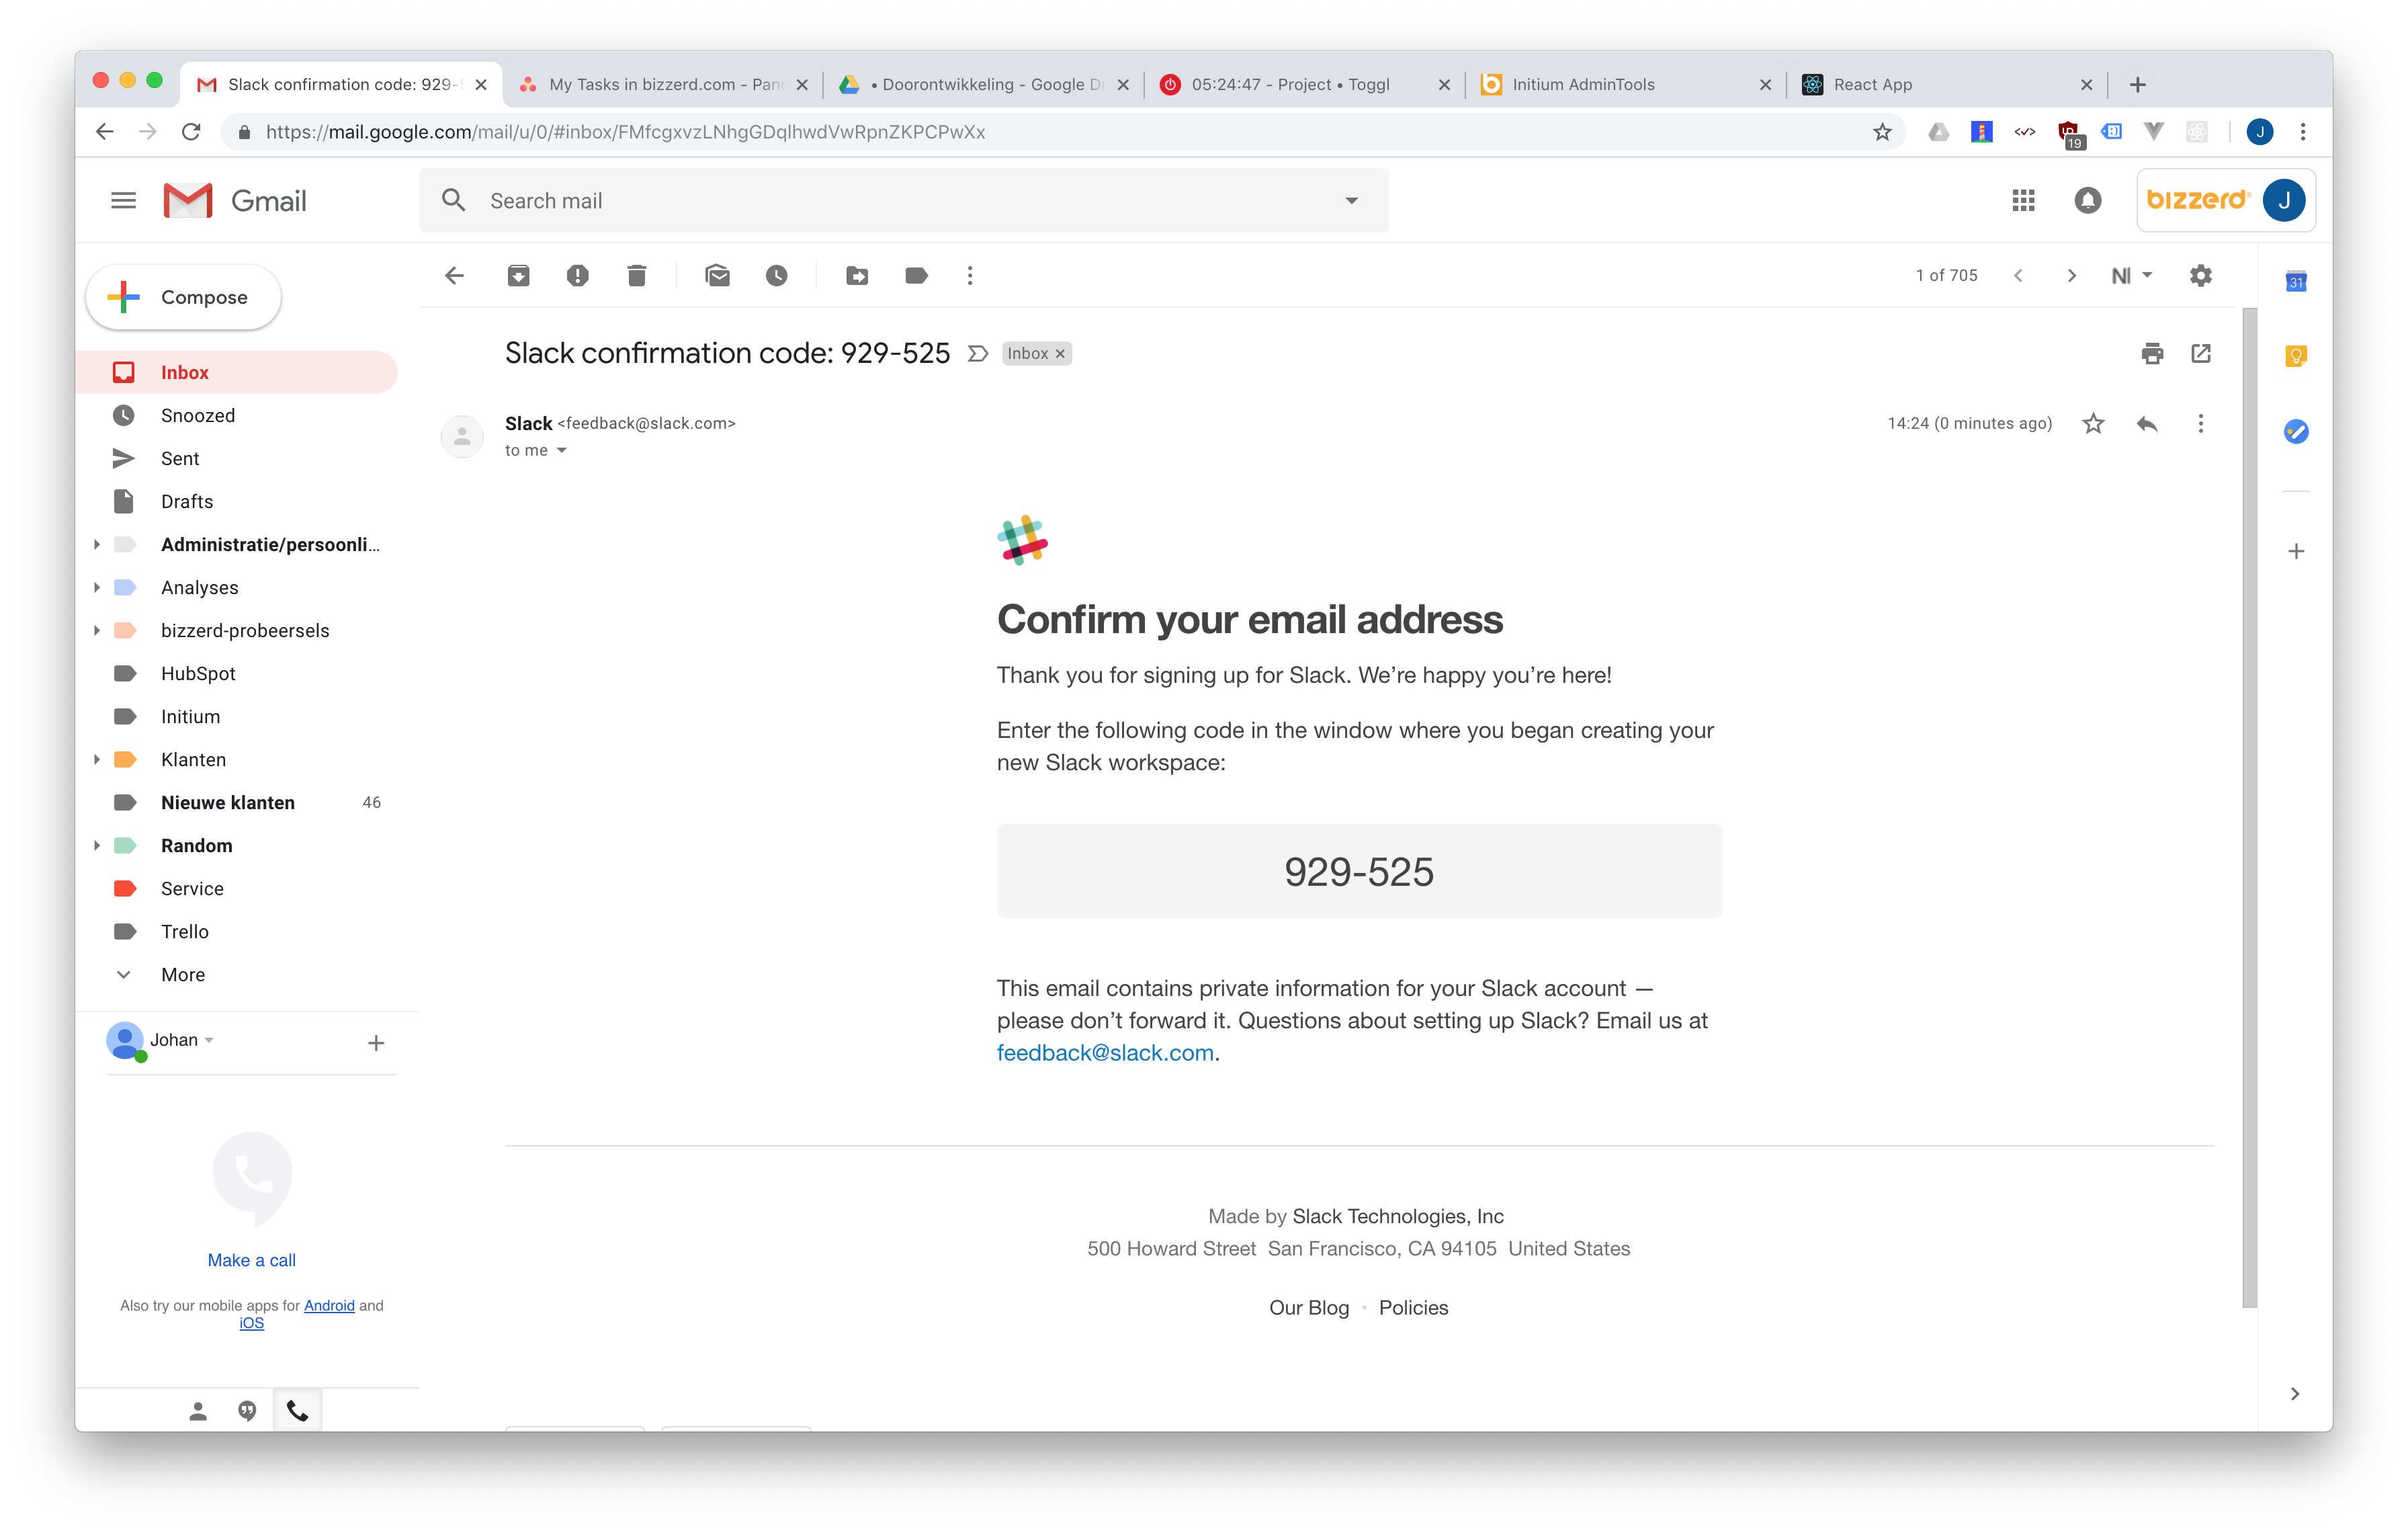 Slack confirmation code: 929-5
My Tasks in bizzerd.com - Pan
• Doorontwikkeling - Google Dr
05:24:47 - Project • Toggl
Initium AdminTools
React App
https://mail.google.com/mail/u/0/#inbox/FMfcgxvzLNhgGDqlhwdVwRpnZKPCPwXx
19
J
Gmail
Search mail
bizzerd
J
Compose
1 of 705
31
Slack confirmation code: 929-525
Inbox
Inbox
Snoozed
Sent
Drafts
Administratie/persoonli...
Analyses
bizzerd-probeersels
HubSpot
Initium
Klanten
Nieuwe klanten 46
Random
Service
Trello
More
Johan
Make a call
Also try our mobile apps for Android and
iOS
Slack <feedback@slack.com>
14:24 (0 minutes ago)
to me
Confirm your email address
Thank you for signing up for Slack. We’re happy you’re here!
Enter the following code in the window where you began creating your
new Slack workspace:
929-525
This email contains private information for your Slack account —
please don’t forward it. Questions about setting up Slack? Email us at
feedback@slack.com.
Made by Slack Technologies, Inc
500 Howard Street San Francisco, CA 94105 United States
Our Blog • Policies